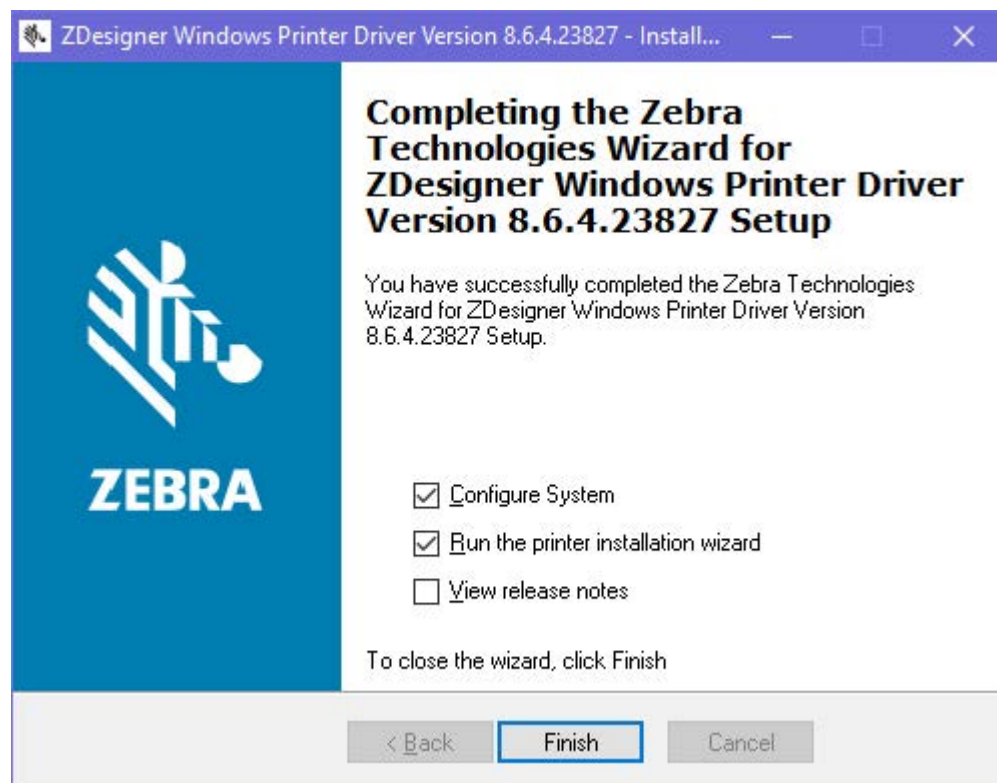 ZDesigner Windows Printer Driver Version 8.6.4.23827 - Install...
Completing the Zebra
Technologies Wizard for
ZDesigner Windows Printer Driver
Version 8.6.4.23827 Setup
You have successfully completed the Zebra Technologies
Wizard for ZDesigner Windows Printer Driver Version
8.6.4.23827 Setup.
ZEBRA
Configure System
Run the printer installation wizard
View release notes
To close the wizard, click Finish
< Back
Finish
Cancel